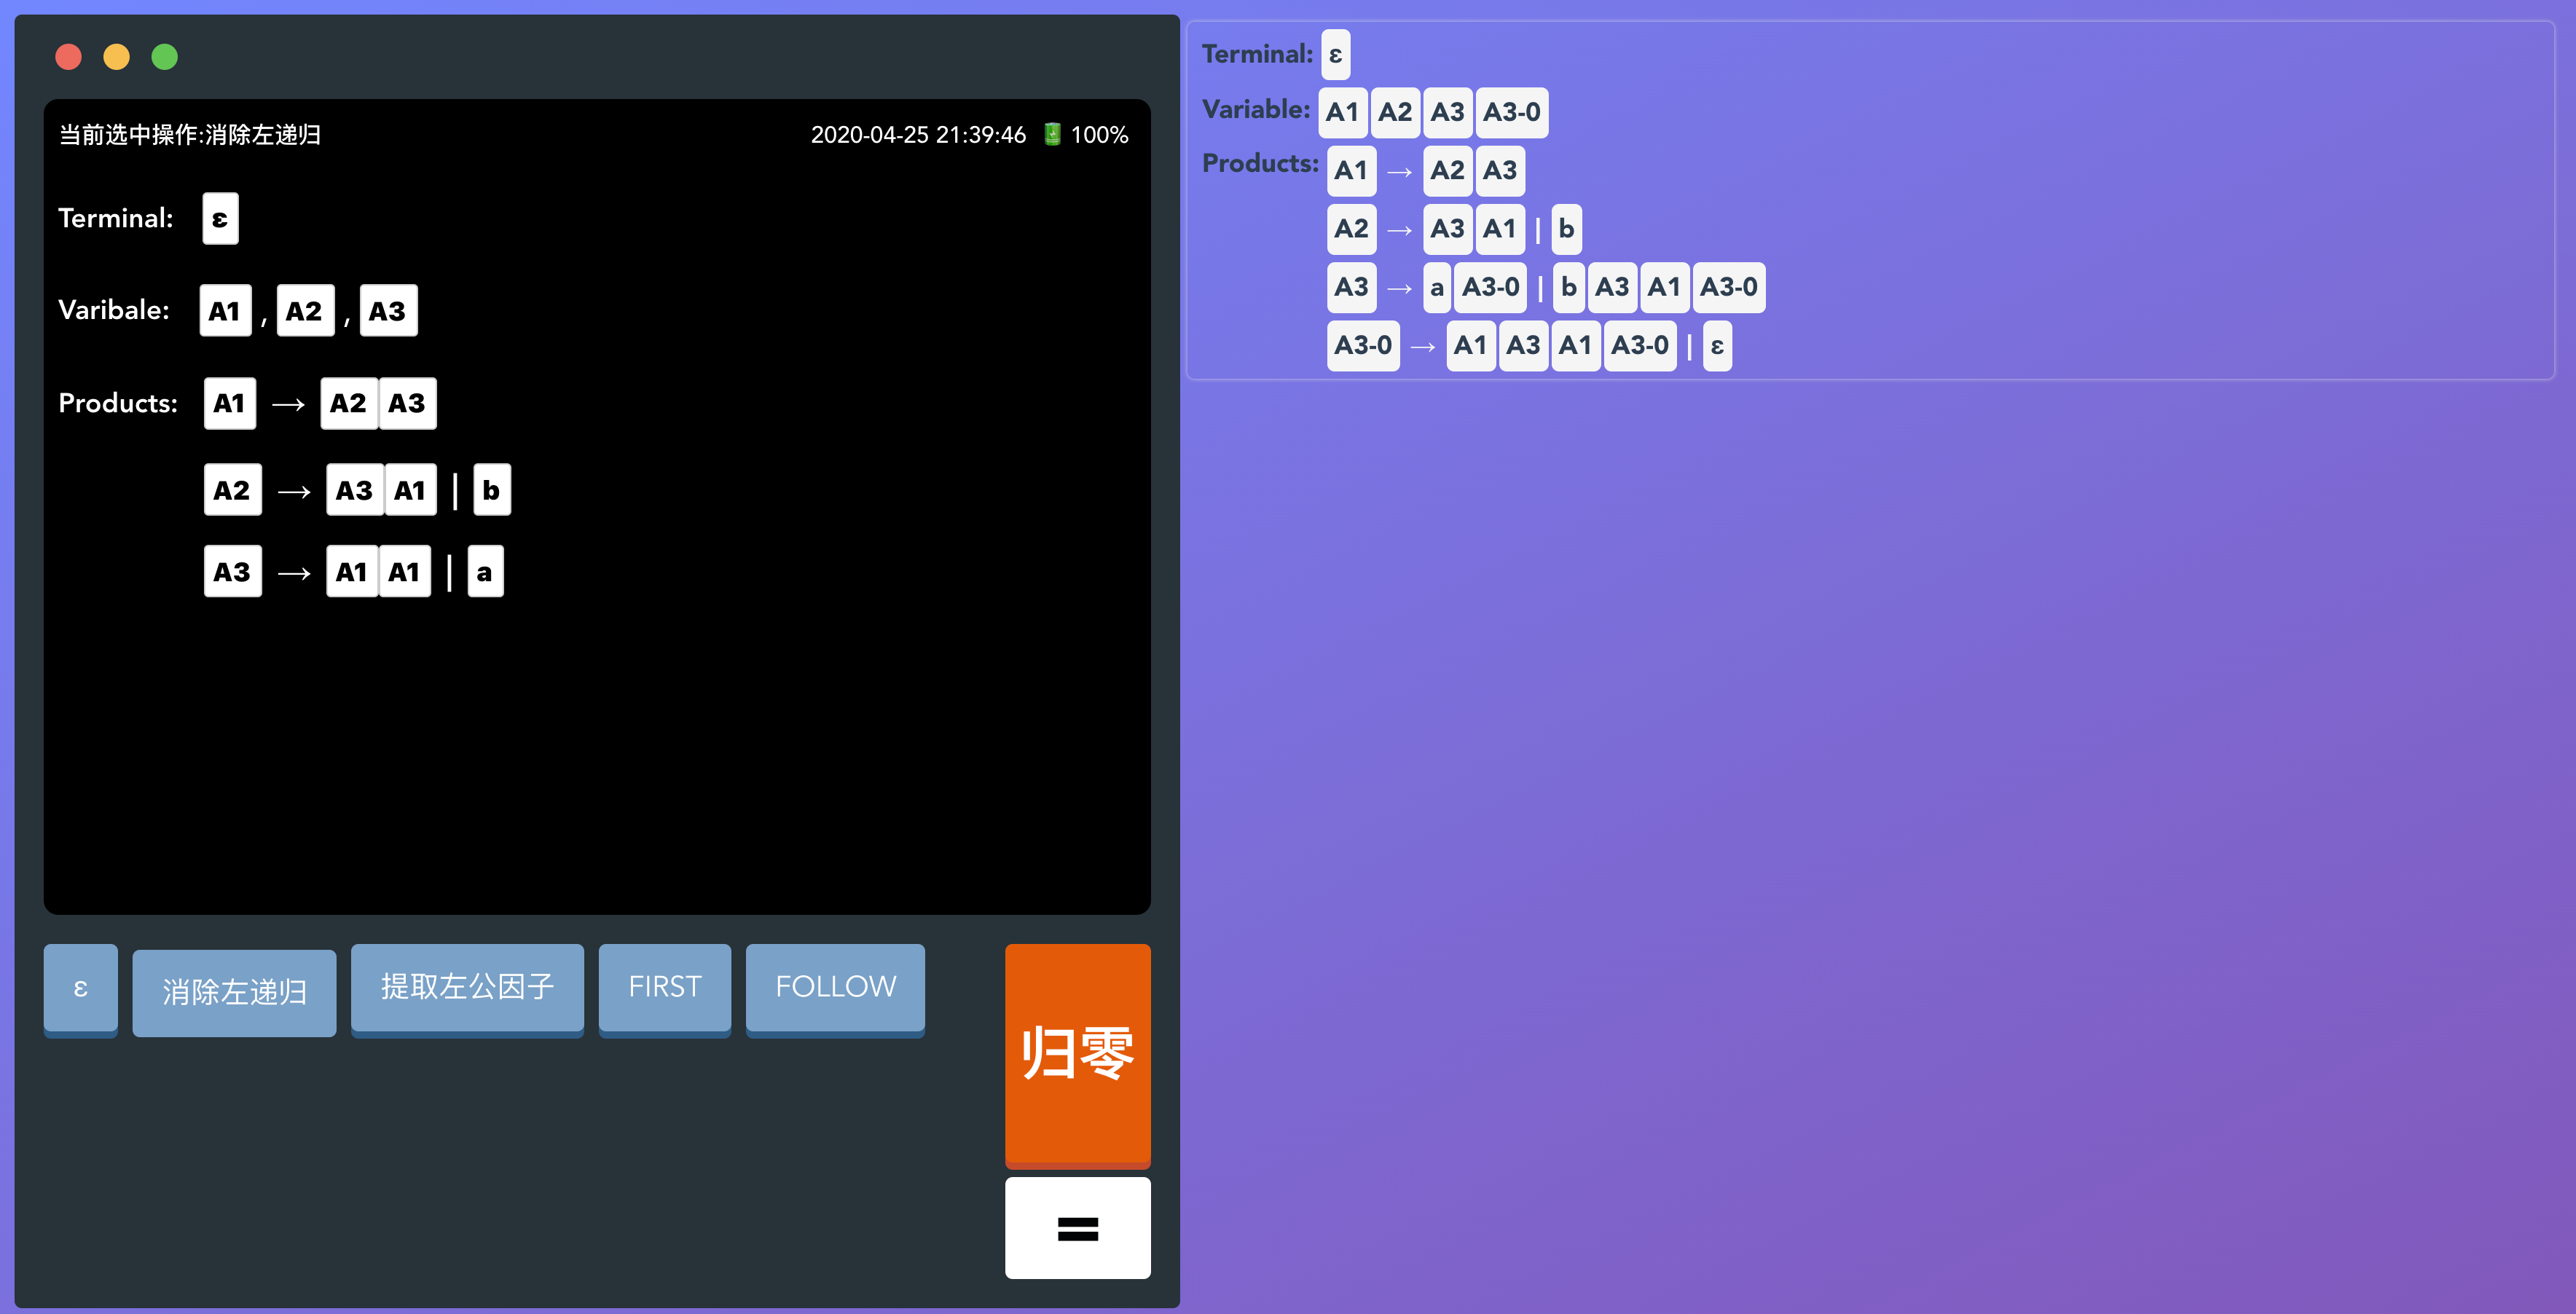 当前选中操作:消除左递归 2020-04-25 21:39:46 100%
Terminal: ε
Varibale: A1 , A2 , A3
Products: A1 → A2 A3
A2 → A3 A1 | b
A3 → A1 A1 | a
ε 消除左递归 提取左公因子 FIRST FOLLOW
归零
=
Terminal: ε
Variable: A1 A2 A3 A3-0
Products: A1 → A2 A3
A2 → A3 A1 | b
A3 → a A3-0 | b A3 A1 A3-0
A3-0 → A1 A3 A1 A3-0 | ε